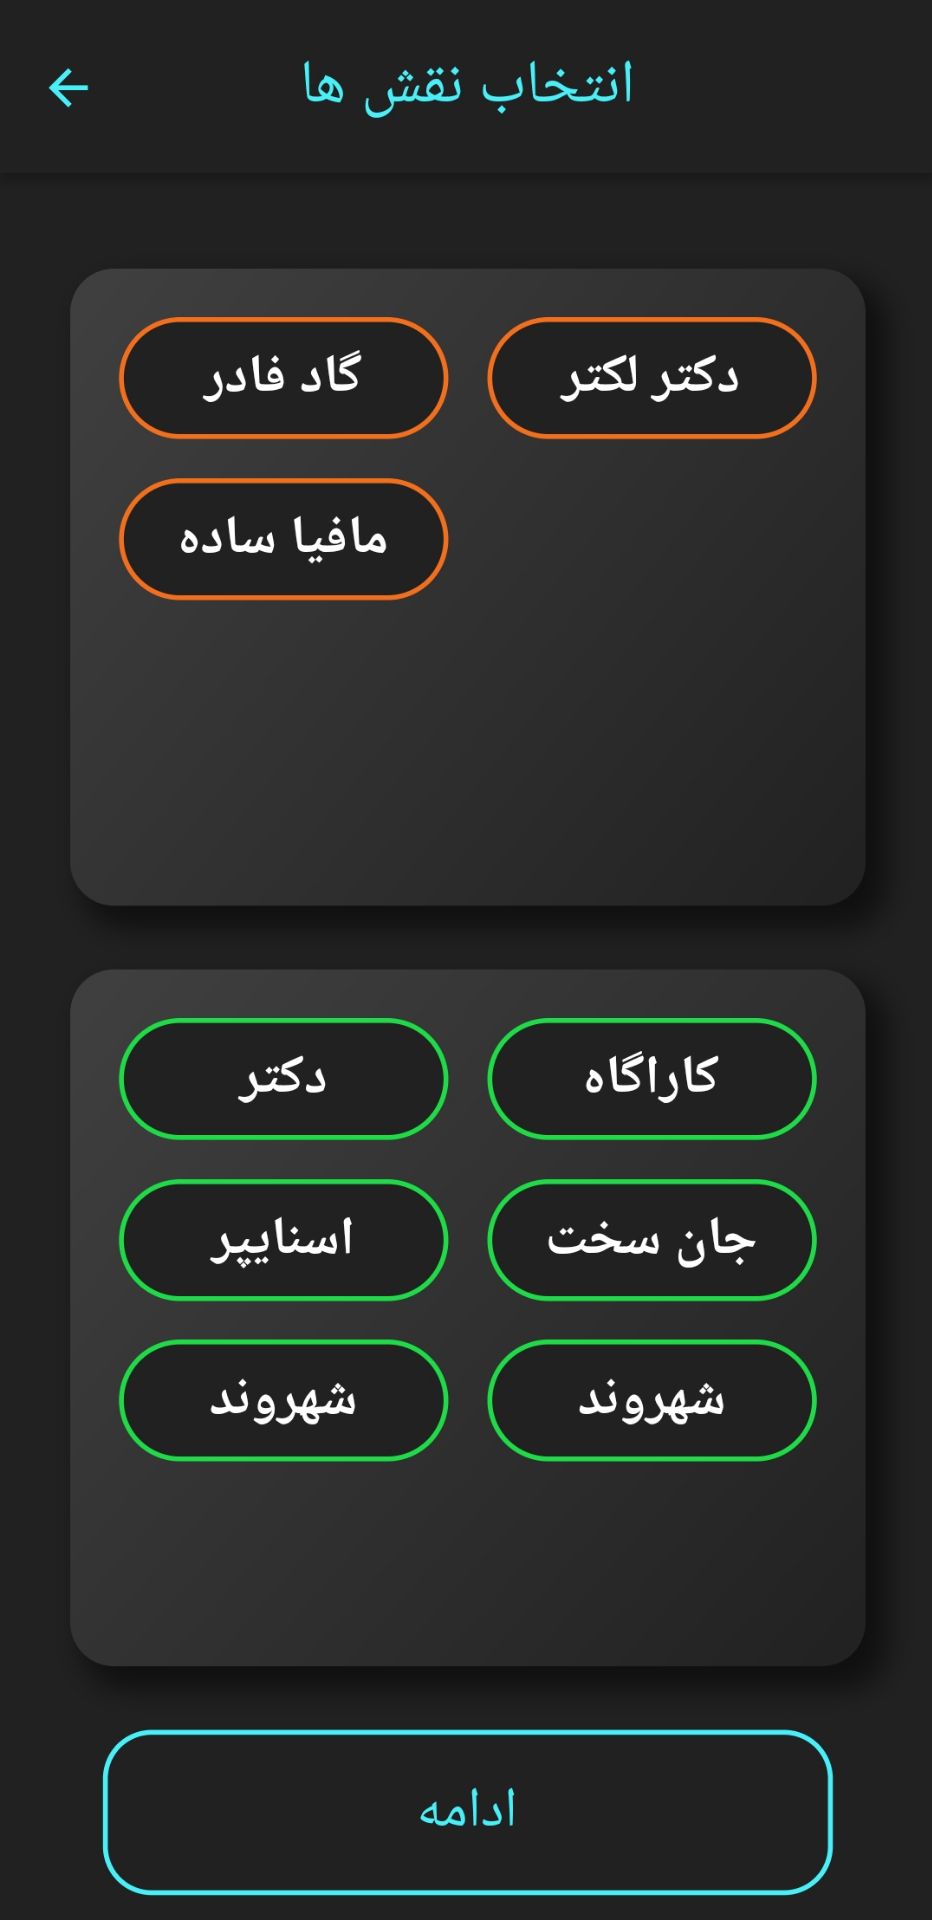 انتخاب نقش ها
دکتر لکتر
گاد فادر
مافیا ساده
کاراگاه
دکتر
جان سخت
اسنایپر
شهروند
شهروند
ادامه